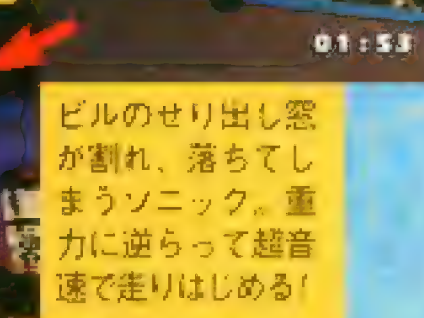 01:53
ビルのせり出し窓
が割れ、落ちてし
まうソニック。重
力に逆らって超音
速で走りはじめる!